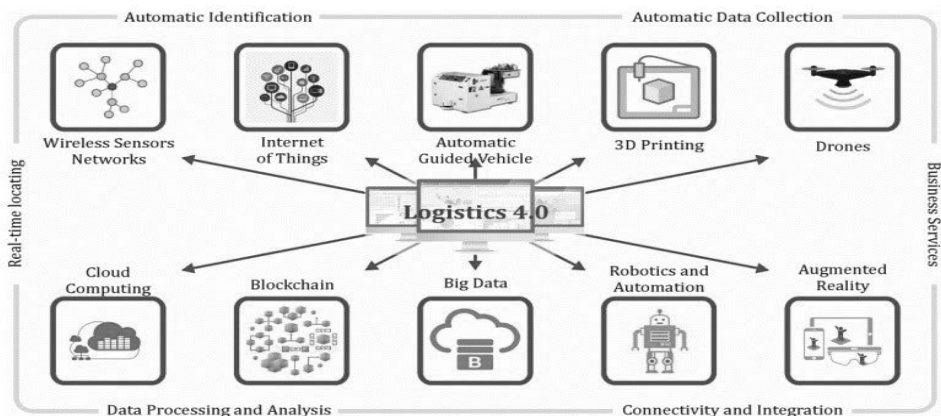 Automatic Identification
Automatic Data Collection
Wireless Sensors
Networks
Internet
of Things
Automatic
Guided Vehicle
3D Printing
Drones
Real-time locating
Business Services
Logistics 4.0
Cloud
Computing
Blockchain
Big Data
Robotics and
Automation
Augmented
Reality
B
Data Processing and Analysis
Connectivity and Integration